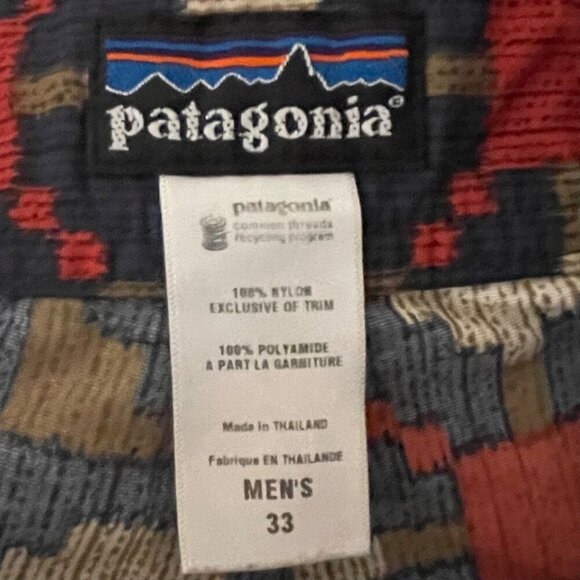 patagonia®
patagonia®
common threads
recycling program
100% NYLON
EXCLUSIVE OF TRIM
100% POLYAMIDE
A PART LA GARNITURE
Made in THAILAND
Fabrique EN THAILANDE
MEN'S
33